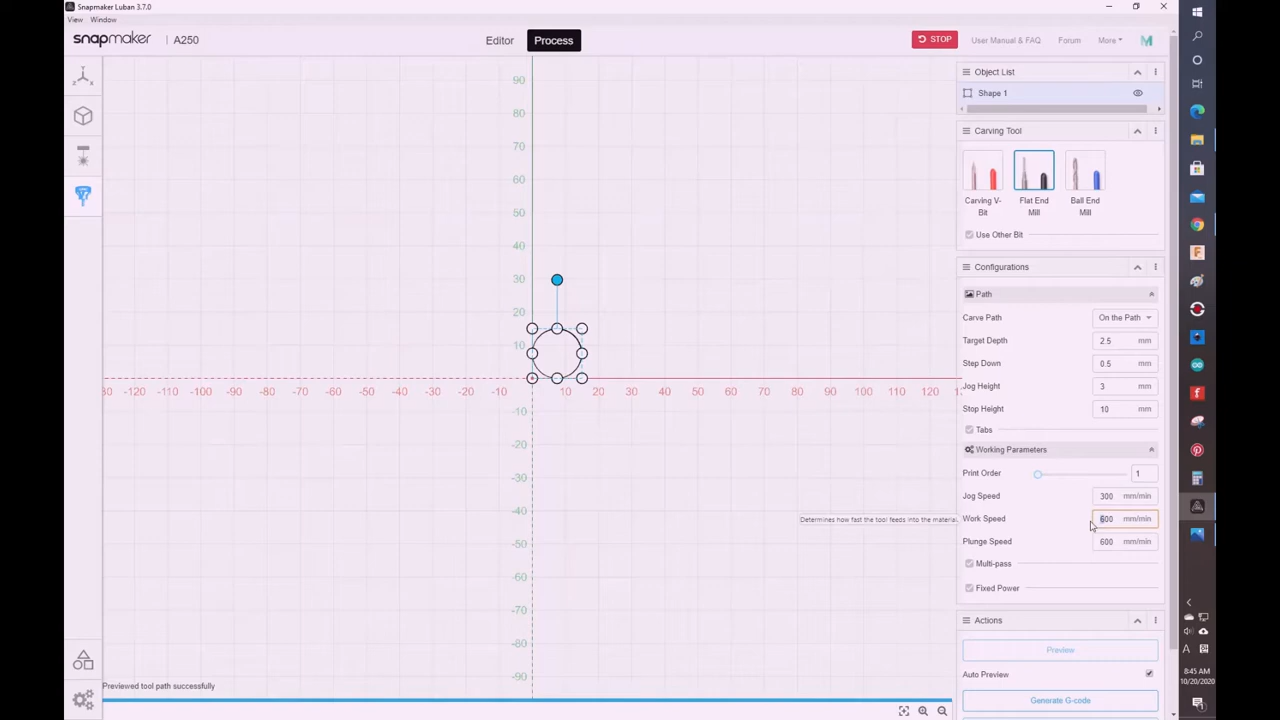 Snapmaker Luban 3.7.0
View Window
snapmaker A250
Editor Process
STOP
User Manual & FAQ Forum More
90
80
70
60
50
40
30
20
10
-10
-20
-30
-40
-50
-60
-70
-80
-90
-120 -110 -100 -90 -80 -70 -60 -50 -40 -30 -20 -10 10 20 30 40 50 60 70 80 90 100 110 120
Previewed tool path successfully
Object List
Shape 1
Carving Tool
Carving V-Bit
Flat End Mill
Ball End Mill
Use Other Bit
Configurations
Path
Carve Path On the Path
Target Depth 2.5 mm
Step Down 0.5 mm
Jog Height 3 mm
Stop Height 10 mm
Tabs
Working Parameters
Print Order 1
Jog Speed 300 mm/min
Determines how fast the tool feeds into the material.
Work Speed 600 mm/min
Plunge Speed 600 mm/min
Multi-pass
Fixed Power
Actions
Preview
Auto Preview
Generate G-code
8:45 AM
10/20/2020